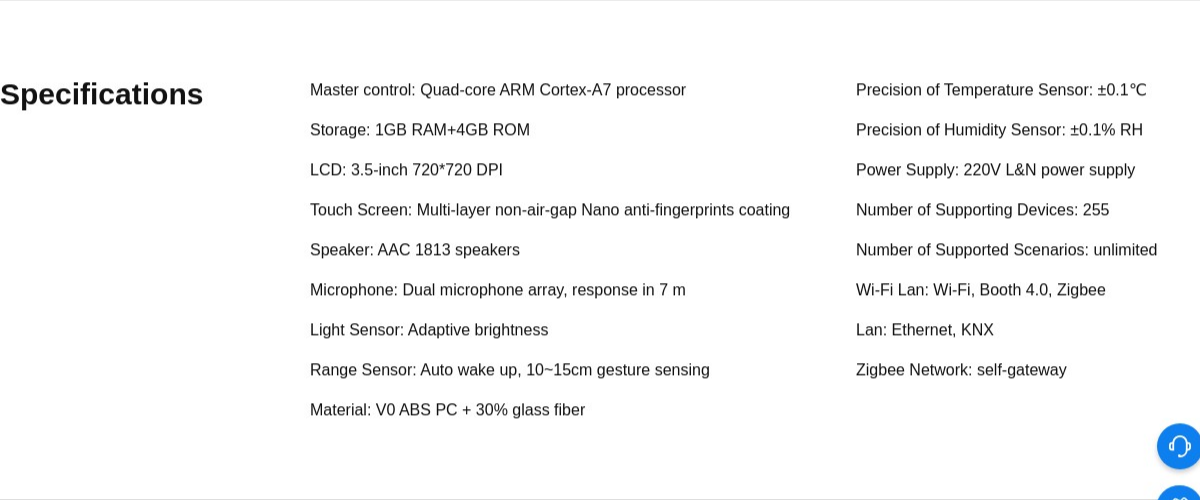 Specifications
Master control: Quad-core ARM Cortex-A7 processor
Storage: 1GB RAM+4GB ROM
LCD: 3.5-inch 720*720 DPI
Touch Screen: Multi-layer non-air-gap Nano anti-fingerprints coating
Speaker: AAC 1813 speakers
Microphone: Dual microphone array, response in 7 m
Light Sensor: Adaptive brightness
Range Sensor: Auto wake up, 10~15cm gesture sensing
Material: V0 ABS PC + 30% glass fiber
Precision of Temperature Sensor: ±0.1℃
Precision of Humidity Sensor: ±0.1% RH
Power Supply: 220V L&N power supply
Number of Supporting Devices: 255
Number of Supported Scenarios: unlimited
Wi-Fi Lan: Wi-Fi, Booth 4.0, Zigbee
Lan: Ethernet, KNX
Zigbee Network: self-gateway